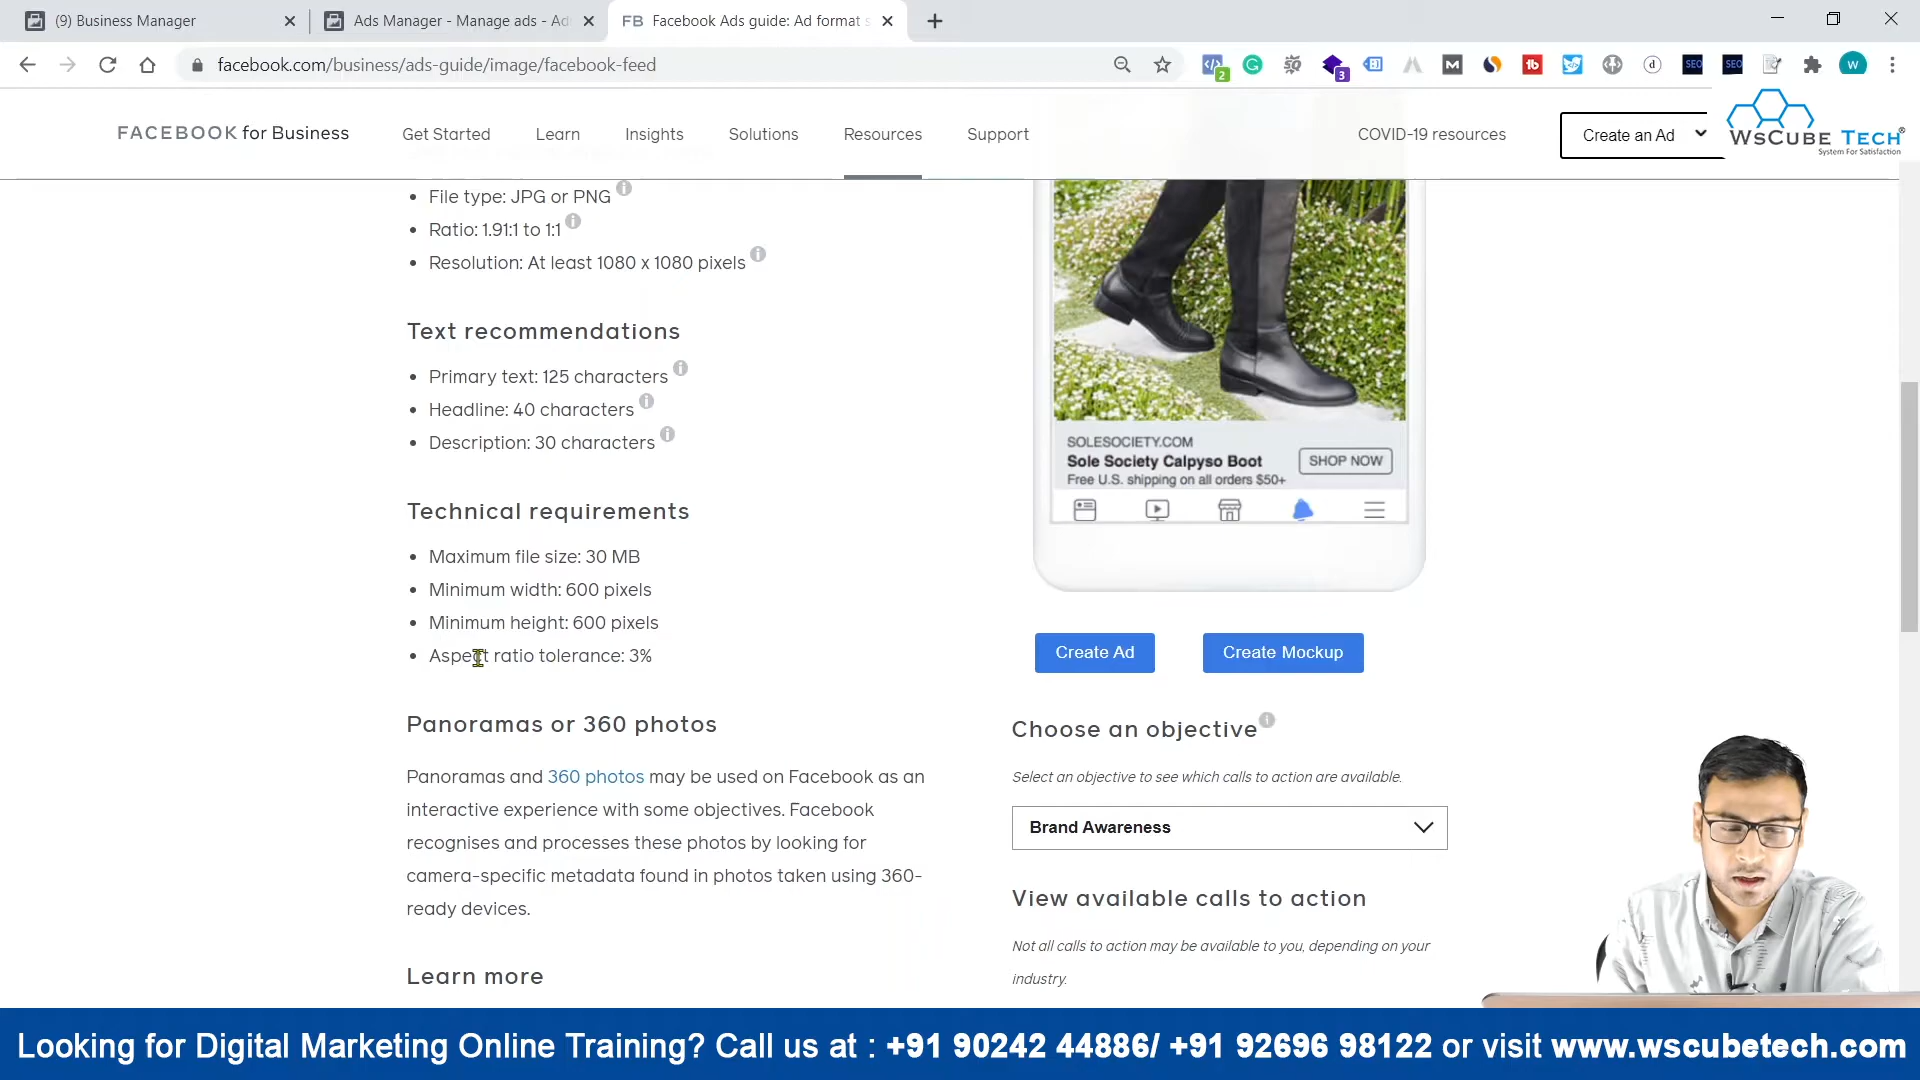 (9) Business Manager
Ads Manager - Manage ads - Ad
FB Facebook Ads guide: Ad format s
facebook.com/business/ads-guide/image/facebook-feed
2
3
W
FACEBOOK for Business
Get Started
Learn
Insights
Solutions
Resources
Support
COVID-19 resources
Create an Ad
WsCube Tech®
System For Satisfaction
• File type: JPG or PNG
• Ratio: 1.91:1 to 1:1
• Resolution: At least 1080 x 1080 pixels
Text recommendations
• Primary text: 125 characters
• Headline: 40 characters
• Description: 30 characters
Technical requirements
• Maximum file size: 30 MB
• Minimum width: 600 pixels
• Minimum height: 600 pixels
• Aspect ratio tolerance: 3%
Panoramas or 360 photos
Panoramas and 360 photos may be used on Facebook as an
interactive experience with some objectives. Facebook
recognises and processes these photos by looking for
camera-specific metadata found in photos taken using 360-
ready devices.
Learn more
SOLESOCIETY.COM
Sole Society Calpyso Boot
Free U.S. shipping on all orders $50+
SHOP NOW
Create Ad
Create Mockup
Choose an objective
Select an objective to see which calls to action are available.
Brand Awareness
View available calls to action
Not all calls to action may be available to you, depending on your
industry.
Looking for Digital Marketing Online Training? Call us at : +91 90242 44886/ +91 92696 98122 or visit www.wscubetech.com